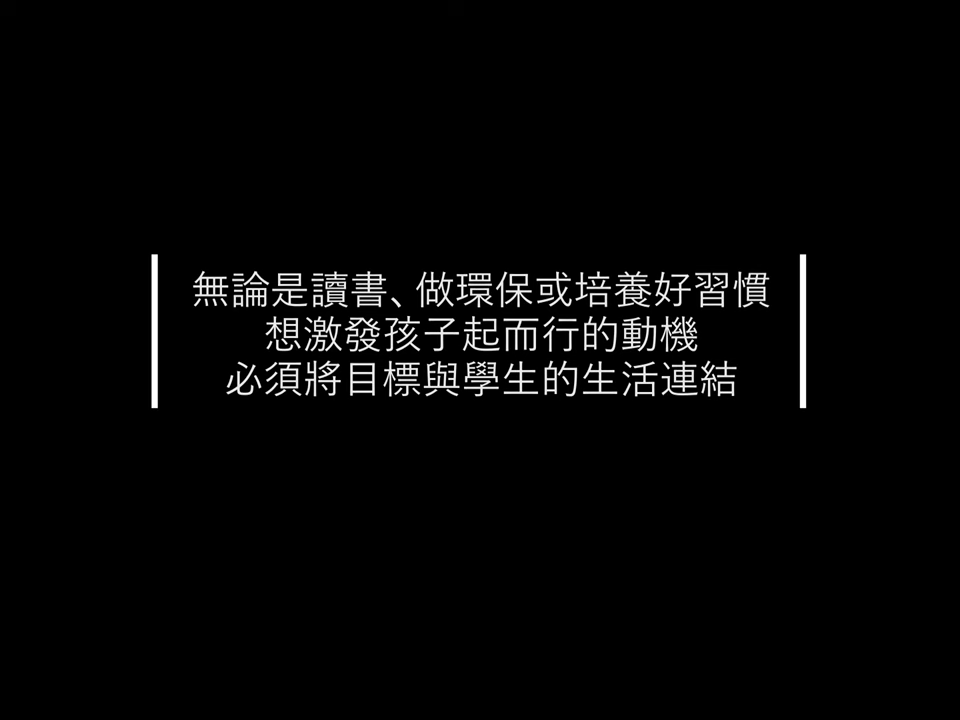 無論是讀書、做環保或培養好習慣
想激發孩子起而行的動機
必須將目標與學生的生活連結